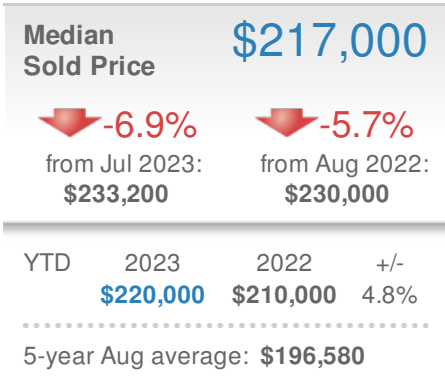 Median
Sold Price
$217,000
-6.9%
from Jul 2023:
$233,200
-5.7%
from Aug 2022:
$230,000
YTD 2023 2022 +/-
$220,000 $210,000 4.8%
5-year Aug average: $196,580